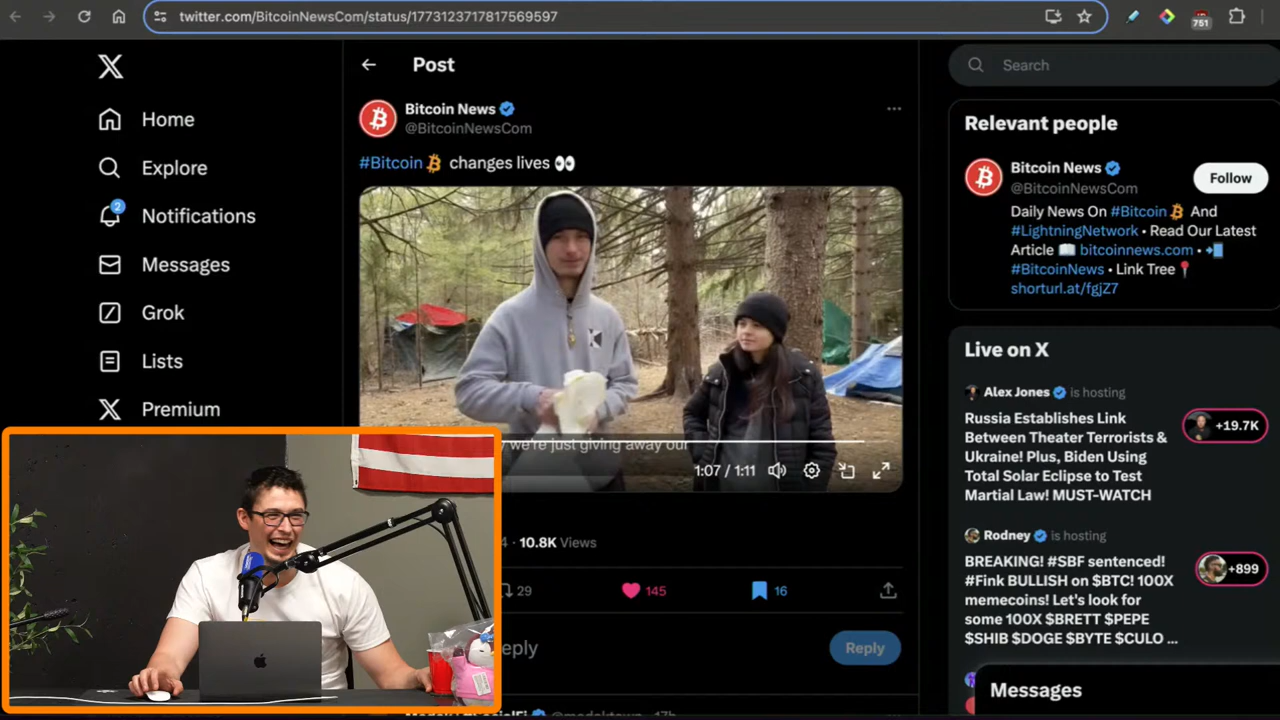 twitter.com/BitcoinNewsCom/status/1773123717817569597
751
Home
Explore
2
Notifications
Messages
Grok
Lists
Premium
Post
Bitcoin News
@BitcoinNewsCom
#Bitcoin changes lives 👀
we're just giving away our
1:07 / 1:11
10.8K Views
29
145
16
Reply
Search
Relevant people
Bitcoin News
@BitcoinNewsCom
Follow
Daily News On #Bitcoin And
#LightningNetwork • Read Our Latest
Article 📖 bitcoinnews.com • 📲
#BitcoinNews • Link Tree 📍
shorturl.at/fgjZ7
Live on X
Alex Jones is hosting
Russia Establishes Link
Between Theater Terrorists &
Ukraine! Plus, Biden Using
Total Solar Eclipse to Test
Martial Law! MUST-WATCH
+19.7K
Rodney is hosting
BREAKING! #SBF sentenced!
#Fink BULLISH on $BTC! 100X
memecoins! Let's look for
some 100X $BRETT $PEPE
$SHIB $DOGE $BYTE $CULO ...
+899
Messages